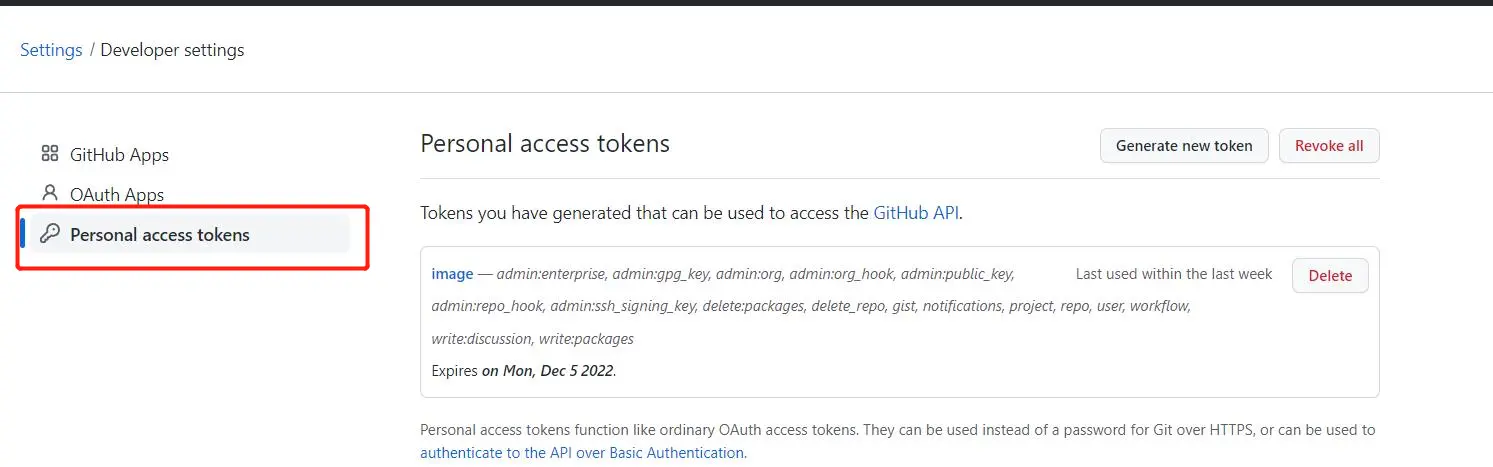 Settings / Developer settings
GitHub Apps
OAuth Apps
Personal access tokens
Personal access tokens
Generate new token
Revoke all
Tokens you have generated that can be used to access the GitHub API.
image — admin:enterprise, admin:gpg_key, admin:org, admin:org_hook, admin:public_key,
Last used within the last week
Delete
admin:repo_hook, admin:ssh_signing_key, delete:packages, delete_repo, gist, notifications, project, repo, user, workflow,
write:discussion, write:packages
Expires on Mon, Dec 5 2022.
Personal access tokens function like ordinary OAuth access tokens. They can be used instead of a password for Git over HTTPS, or can be used to
authenticate to the API over Basic Authentication.